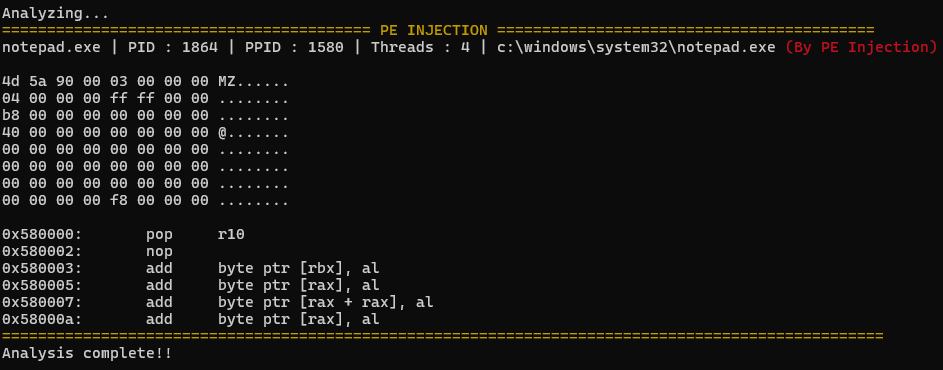 Analyzing...
========================================= PE INJECTION ==========================================
notepad.exe | PID : 1864 | PPID : 1580 | Threads : 4 | c:\windows\system32\notepad.exe (By PE Injection)
4d 5a 90 00 03 00 00 00 MZ......
04 00 00 00 ff ff 00 00 ........
b8 00 00 00 00 00 00 00 ........
40 00 00 00 00 00 00 00 @.......
00 00 00 00 00 00 00 00 ........
00 00 00 00 00 00 00 00 ........
00 00 00 00 00 00 00 00 ........
00 00 00 00 f8 00 00 00 ........
0x580000:       pop     r10
0x580002:       nop
0x580003:       add     byte ptr [rbx], al
0x580005:       add     byte ptr [rax], al
0x580007:       add     byte ptr [rax + rax], al
0x58000a:       add     byte ptr [rax], al
==================================================================================================
Analysis complete!!